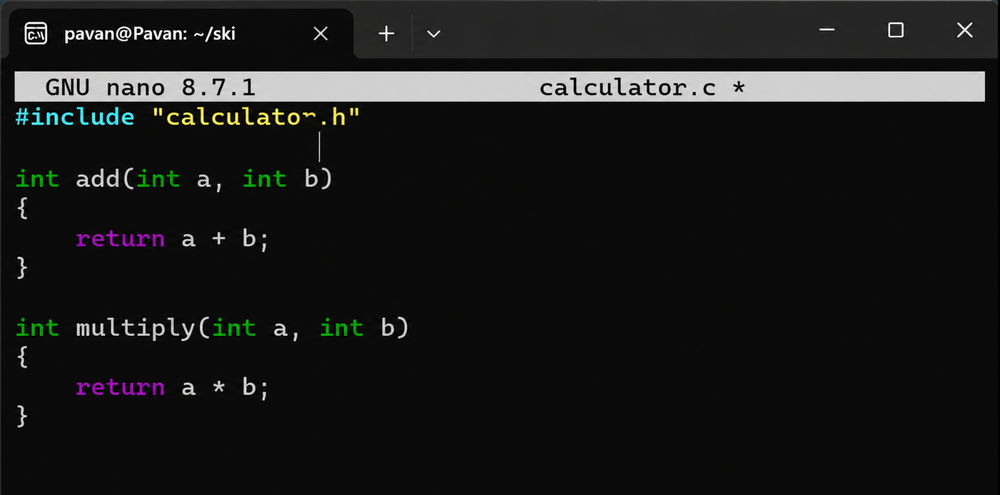 pavan@Pavan: ~/ski
GNU nano 8.7.1 calculator.c *
#include "calculator.h"

int add(int a, int b)
{
    return a + b;
}

int multiply(int a, int b)
{
    return a * b;
}